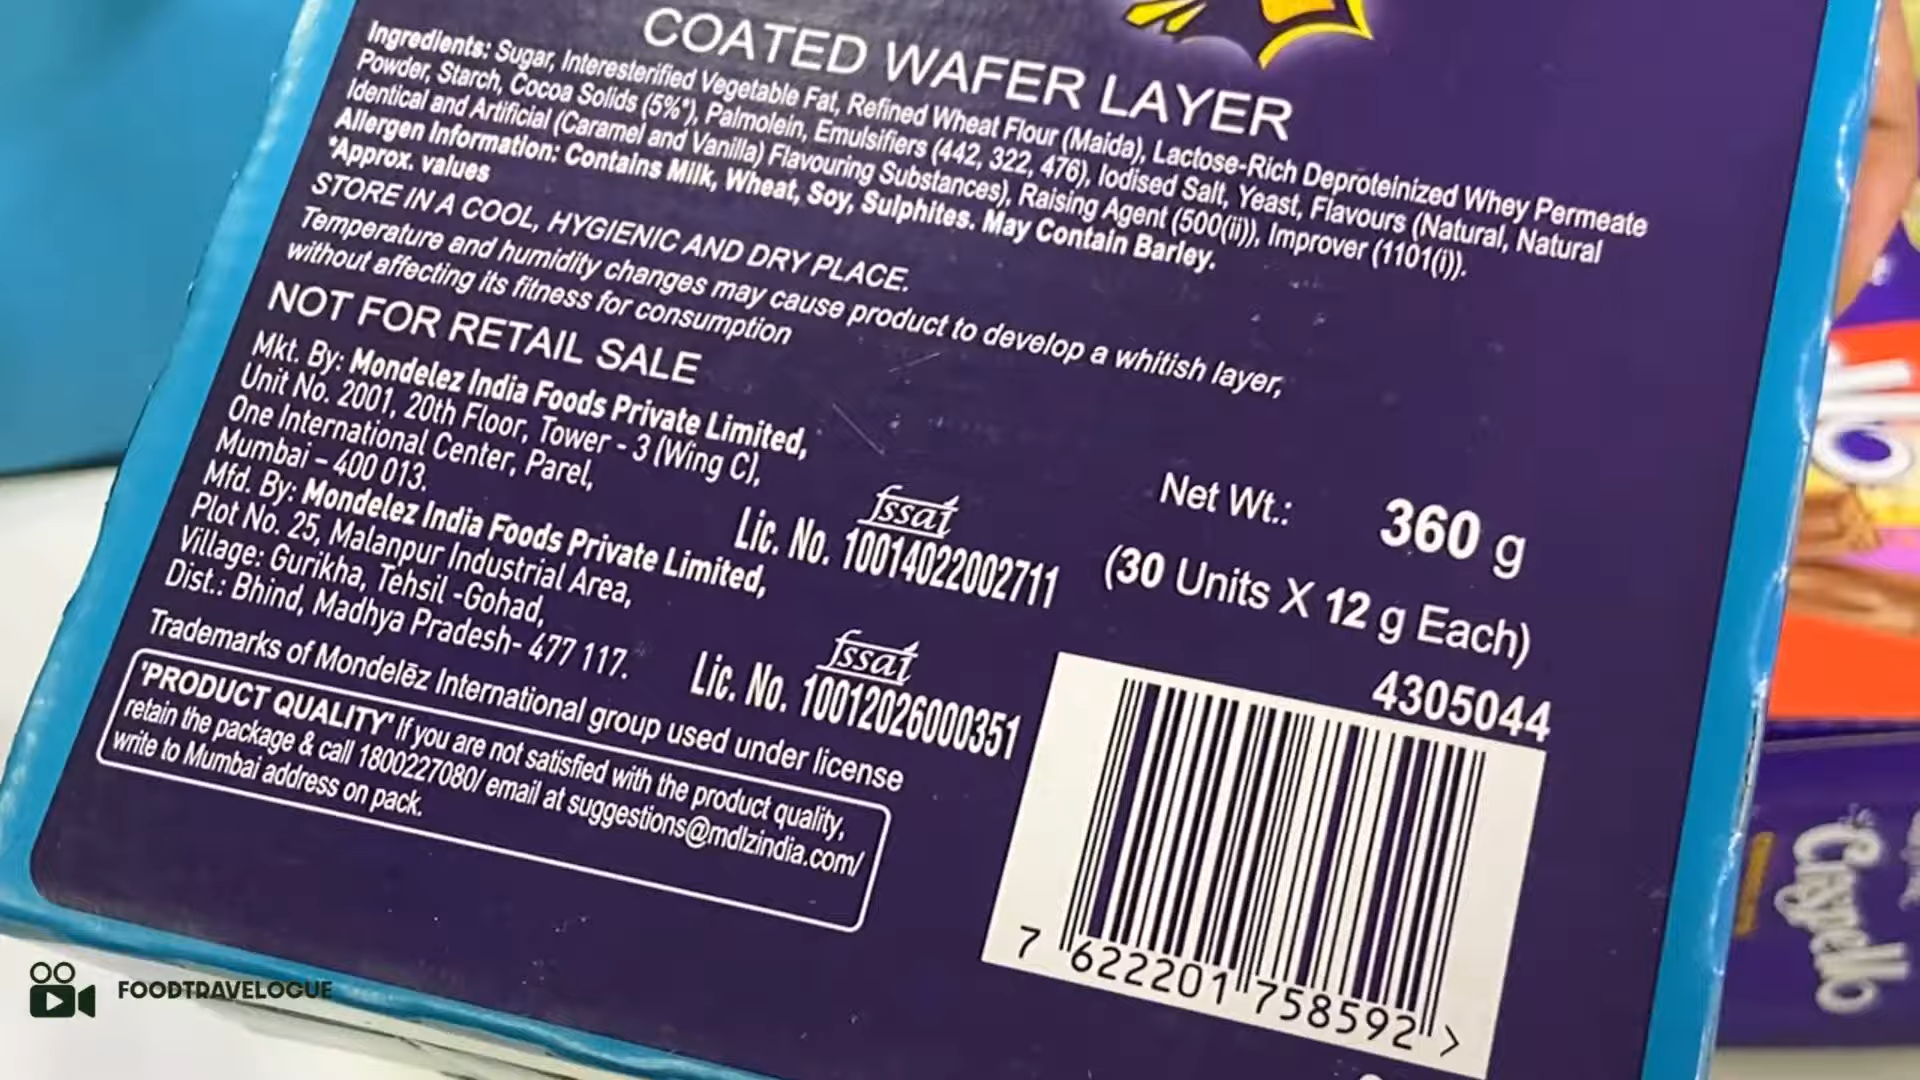 COATED WAFER LAYER
Ingredients: Sugar, Interesterified Vegetable Fat, Refined Wheat Flour (Maida), Lactose-Rich Deproteinized Whey Permeate
Powder, Starch, Cocoa Solids (5%*), Palmolein, Emulsifiers (442, 322, 476), Iodised Salt, Yeast, Flavours (Natural, Natural
Identical and Artificial (Caramel and Vanilla) Flavouring Substances), Raising Agent (500(ii)), Improver (1101(i)).
Allergen Information: Contains Milk, Wheat, Soy, Sulphites. May Contain Barley.
*Approx. values
STORE IN A COOL, HYGIENIC AND DRY PLACE.
Temperature and humidity changes may cause product to develop a whitish layer,
without affecting its fitness for consumption
NOT FOR RETAIL SALE
Mkt. By: Mondelez India Foods Private Limited,
Unit No. 2001, 20th Floor, Tower - 3 (Wing C),
One International Center, Parel,
Mumbai – 400 013.
fssai
Lic. No. 10014022002711
Mfd. By: Mondelez India Foods Private Limited,
Plot No. 25, Malanpur Industrial Area,
Village: Gurikha, Tehsil -Gohad,
Dist.: Bhind, Madhya Pradesh- 477 117.
fssai
Lic. No. 10012026000351
Trademarks of Mondelēz International group used under license
'PRODUCT QUALITY' If you are not satisfied with the product quality,
retain the package & call 1800227080/ email at suggestions@mdlzindia.com/
write to Mumbai address on pack.
Net Wt.: 360 g
(30 Units X 12 g Each)
4305044
7 622201 758592 >
Crispello
FOODTRAVELOGUE